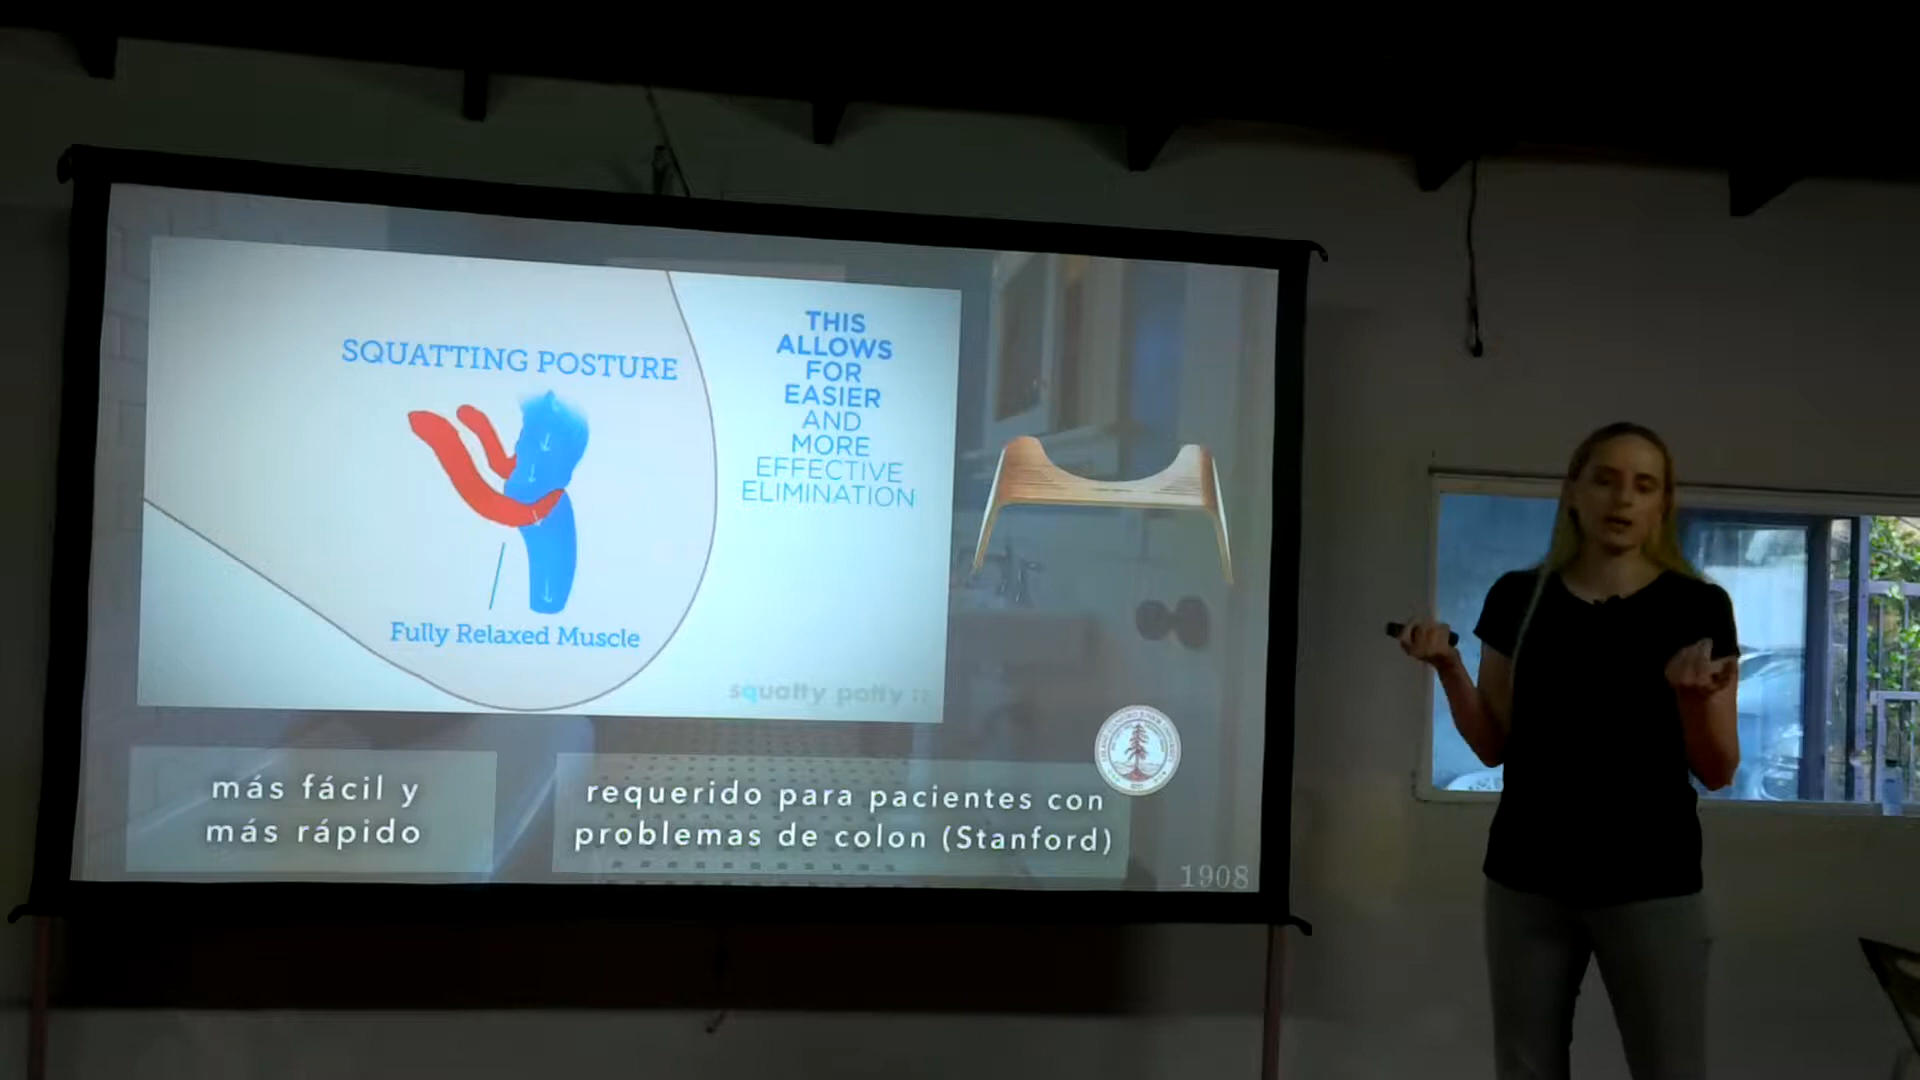 SQUATTING POSTURE
Fully Relaxed Muscle
THIS
ALLOWS
FOR
EASIER
AND
MORE
EFFECTIVE
ELIMINATION
squatty potty
más fácil y
más rápido
requerido para pacientes con
problemas de colon (Stanford)
1908